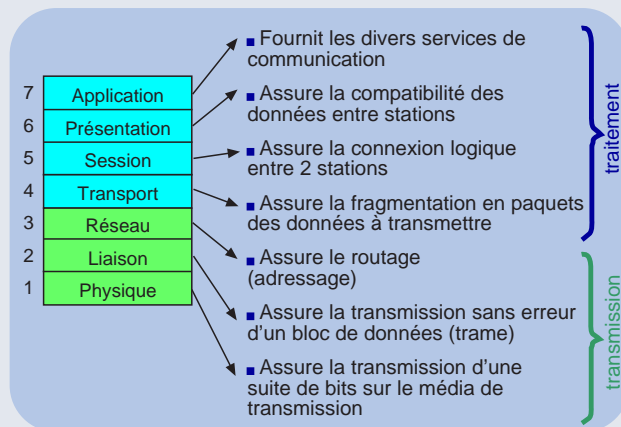 7 Application
6 Présentation
5 Session
4 Transport
3 Réseau
2 Liaison
1 Physique
■ Fournit les divers services de
communication
■ Assure la compatibilité des
données entre stations
■ Assure la connexion logique
entre 2 stations
■ Assure la fragmentation en paquets
des données à transmettre
■ Assure le routage
(adressage)
■ Assure la transmission sans erreur
d'un bloc de données (trame)
■ Assure la transmission d'une
suite de bits sur le média de
transmission
traitement
transmission